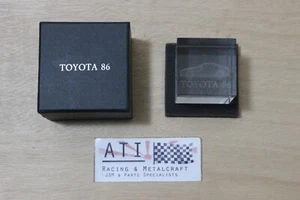 TOYOTA 86
ATI
RACING & METALCRAFT
-JDM & PARTS SPECIALISTS